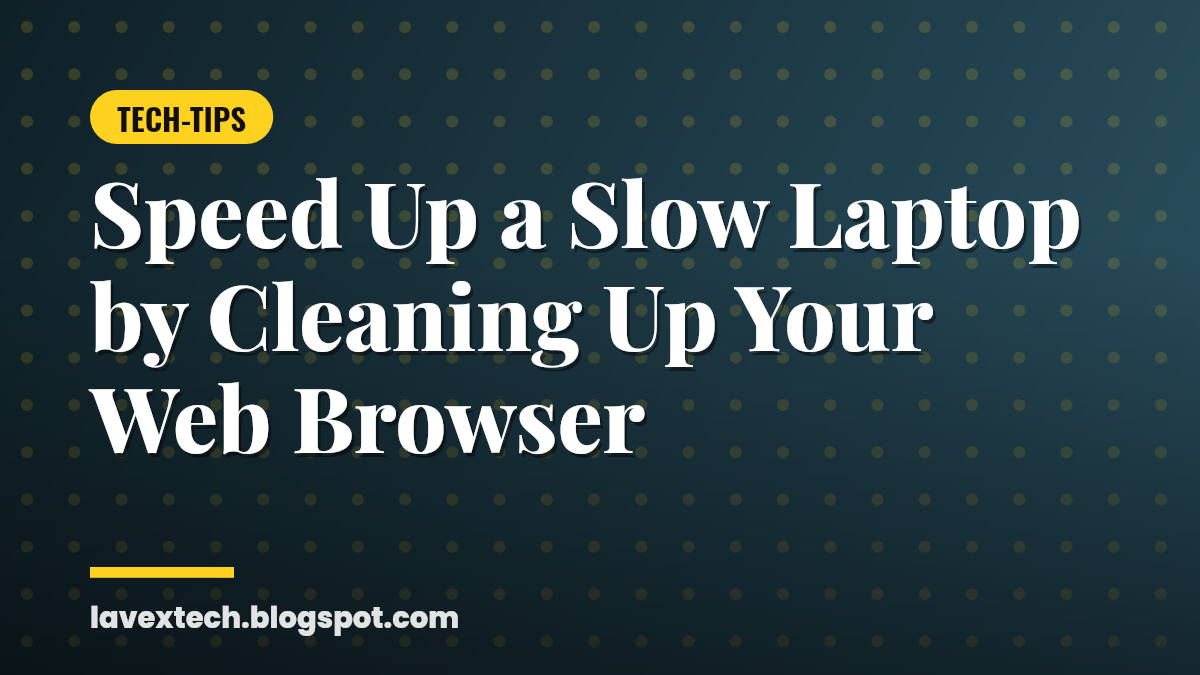 TECH-TIPS
Speed Up a Slow Laptop
by Cleaning Up Your
Web Browser
lavextech.blogspot.com